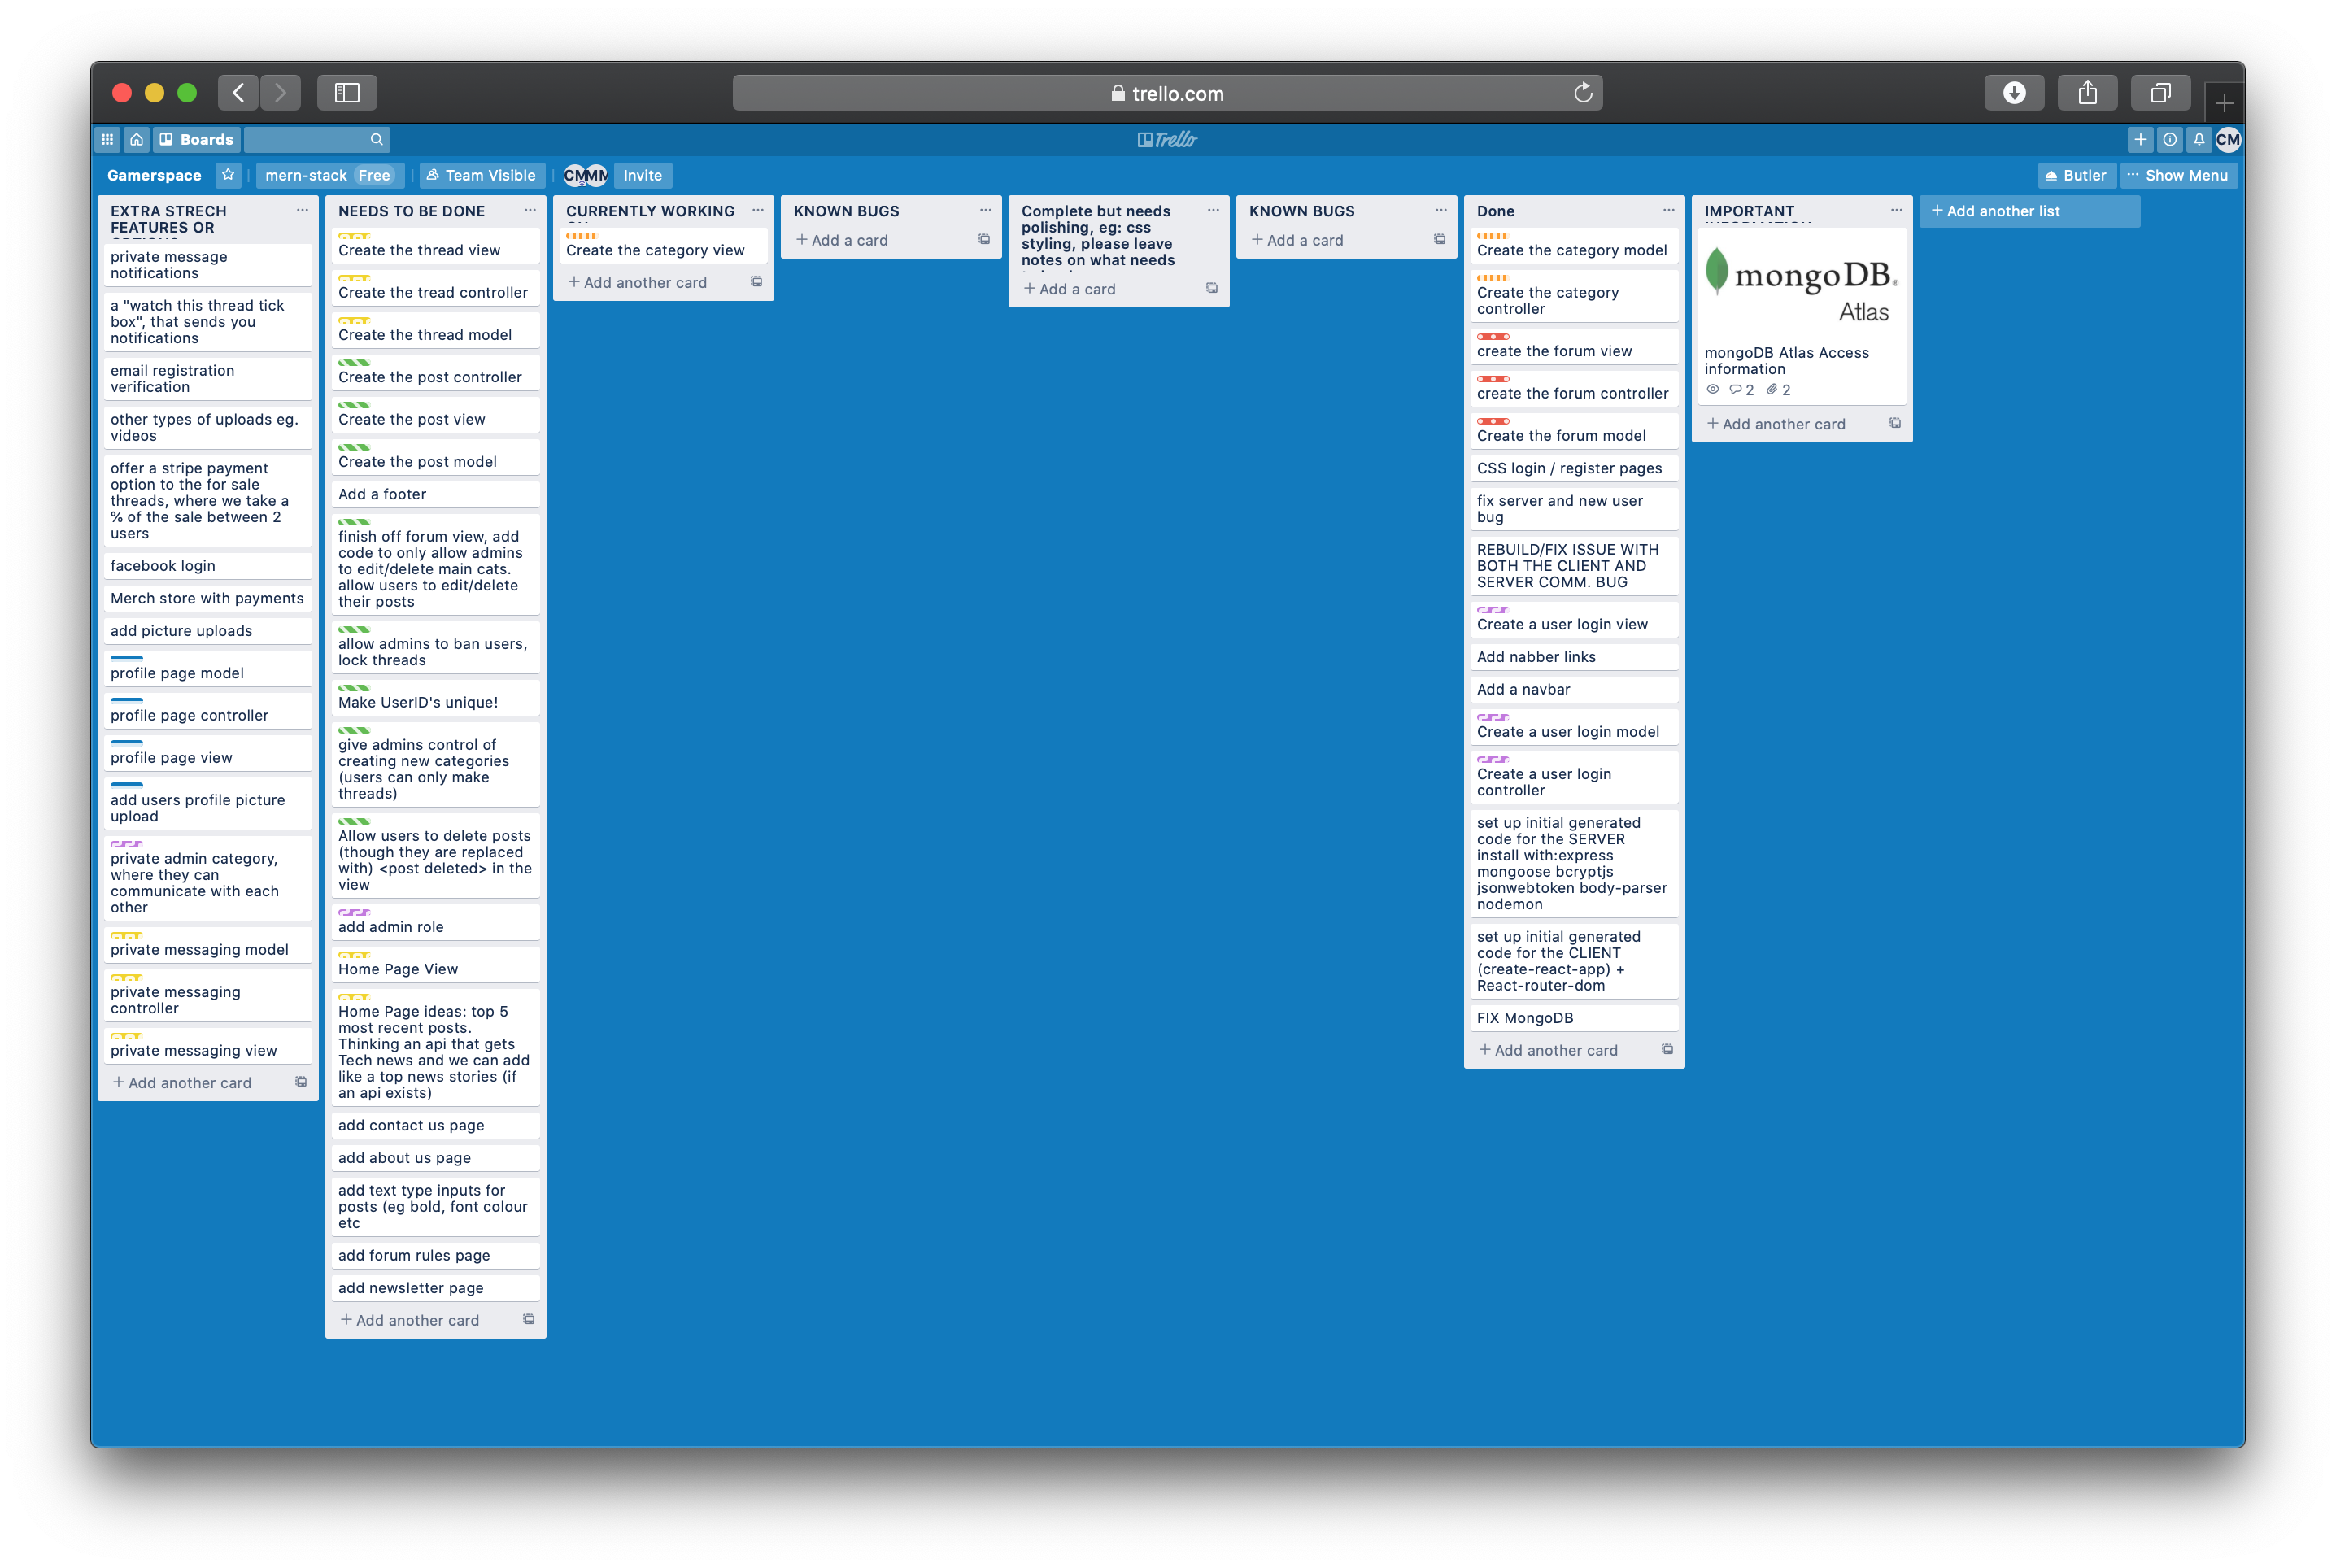 trello.com
Boards
Trello
CM
Gamerspace
mern-stack Free
Team Visible
CM
Invite
Butler
Show Menu
EXTRA STRECH
FEATURES OR
private message
notifications
a "watch this thread tick
box", that sends you
notifications
email registration
verification
other types of uploads eg.
videos
offer a stripe payment
option to the for sale
threads, where we take a
% of the sale between 2
users
facebook login
Merch store with payments
add picture uploads
profile page model
profile page controller
profile page view
add users profile picture
upload
private admin category,
where they can
communicate with each
other
private messaging model
private messaging
controller
private messaging view
+ Add another card
NEEDS TO BE DONE
Create the thread view
Create the tread controller
Create the thread model
Create the post controller
Create the post view
Create the post model
Add a footer
finish off forum view, add
code to only allow admins
to edit/delete main cats.
allow users to edit/delete
their posts
allow admins to ban users,
lock threads
Make UserID's unique!
give admins control of
creating new categories
(users can only make
threads)
Allow users to delete posts
(though they are replaced
with) <post deleted> in the
view
add admin role
Home Page View
Home Page ideas: top 5
most recent posts.
Thinking an api that gets
Tech news and we can add
like a top news stories (if
an api exists)
add contact us page
add about us page
add text type inputs for
posts (eg bold, font colour
etc
add forum rules page
add newsletter page
+ Add another card
CURRENTLY WORKING
Create the category view
+ Add another card
KNOWN BUGS
+ Add a card
Complete but needs
polishing, eg: css
styling, please leave
notes on what needs
+ Add a card
KNOWN BUGS
+ Add a card
Done
Create the category model
Create the category
controller
create the forum view
create the forum controller
Create the forum model
CSS login / register pages
fix server and new user
bug
REBUILD/FIX ISSUE WITH
BOTH THE CLIENT AND
SERVER COMM. BUG
Create a user login view
Add nabber links
Add a navbar
Create a user login model
Create a user login
controller
set up initial generated
code for the SERVER
install with:express
mongoose bcryptjs
jsonwebtoken body-parser
nodemon
set up initial generated
code for the CLIENT
(create-react-app) +
React-router-dom
FIX MongoDB
+ Add another card
IMPORTANT
mongoDB®
Atlas
mongoDB Atlas Access
information
2 2
+ Add another card
+ Add another list